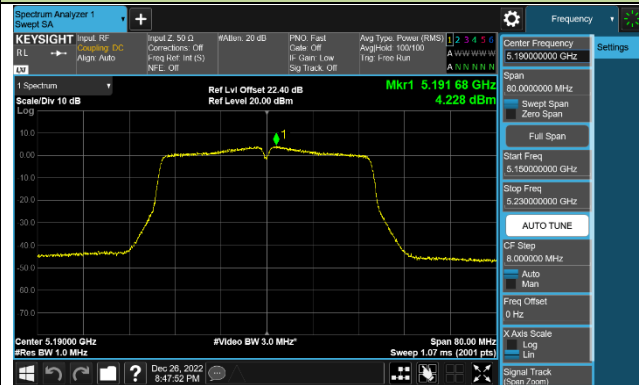 Spectrum Analyzer 1
Swept SA
+
Frequency
KEYSIGHT
RL
LXI
Input: RF
Coupling: DC
Align: Auto
Input Z: 50 Ω
Corrections: Off
Freq Ref: Int (S)
NFE: Off
#Atten: 20 dB
PNO: Fast
Gate: Off
IF Gain: Low
Sig Track: Off
Avg Type: Power (RMS)
Avg|Hold: 100/100
Trig: Free Run
1 2 3 4 5 6
A W W W W W
A N N N N N
1 Spectrum
Scale/Div 10 dB
Log
Ref Lvl Offset 22.40 dB
Ref Level 20.00 dBm
Mkr1 5.191 68 GHz
4.228 dBm
1
10.0
0.00
-10.0
-20.0
-30.0
-40.0
-50.0
-60.0
-70.0
Center 5.19000 GHz
#Res BW 1.0 MHz
#Video BW 3.0 MHz*
Span 80.00 MHz
Sweep 1.07 ms (2001 pts)
Dec 26, 2022
8:47:52 PM
?
Center Frequency
5.190000000 GHz
Span
80.0000000 MHz
Swept Span
Zero Span
Full Span
Start Freq
5.150000000 GHz
Stop Freq
5.230000000 GHz
AUTO TUNE
CF Step
8.000000 MHz
Auto
Man
Freq Offset
0 Hz
X Axis Scale
Log
Lin
Signal Track
(Span Zoom)
Settings